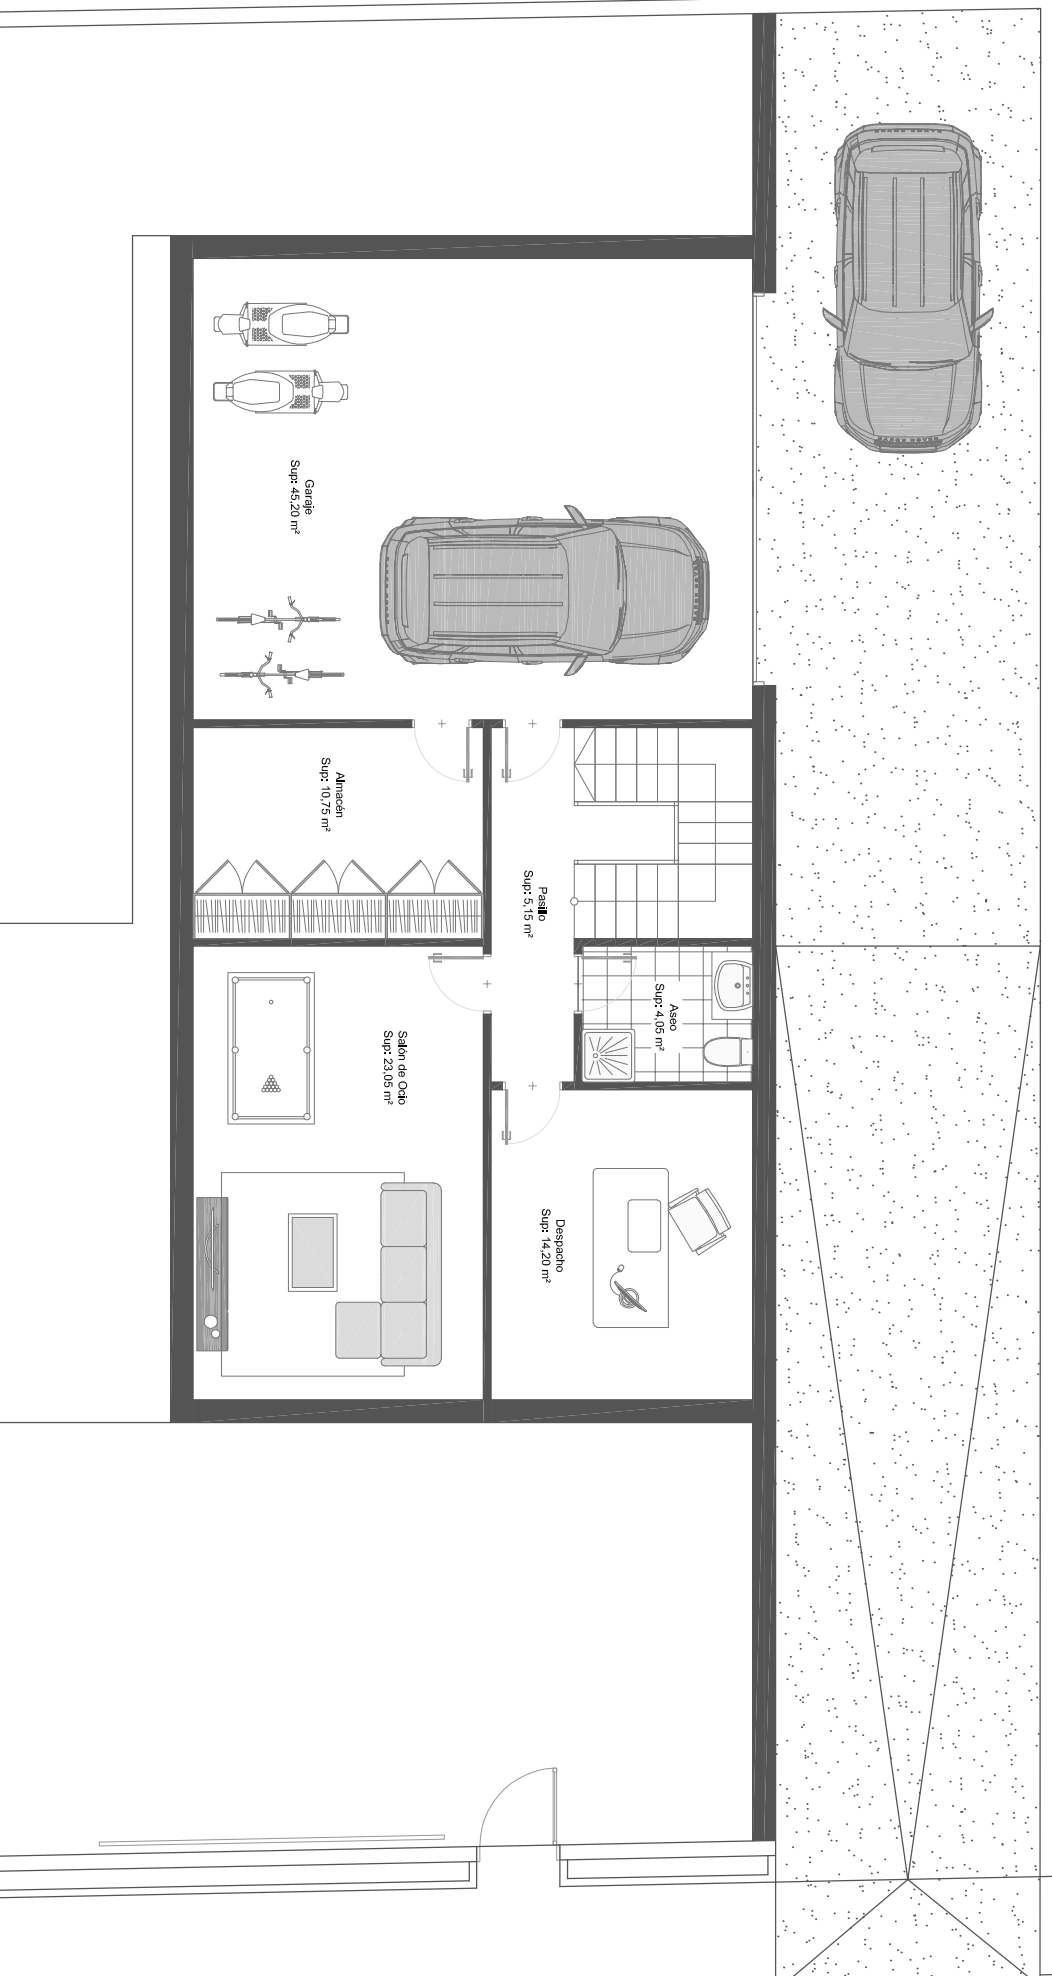 Garaje
Sup: 45,20 m²
Almacén
Sup: 10,75 m²
Pasillo
Sup: 5,15 m²
Aseo
Sup: 4,05 m²
Salón de Ocio
Sup: 23,05 m²
Despacho
Sup: 14,20 m²